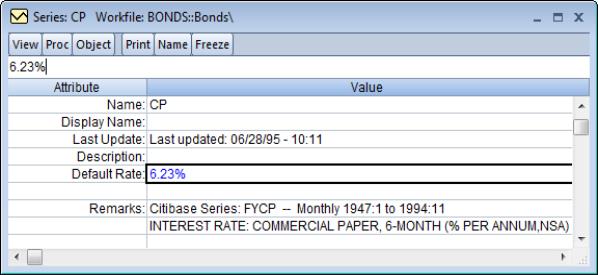 Series: CP Workfile: BONDS::Bonds\
View Proc Object Print Name Freeze
6.23%
Attribute Value
Name: CP
Display Name:
Last Update: Last updated: 06/28/95 - 10:11
Description:
Default Rate: 6.23%
Remarks: Citibase Series: FYCP -- Monthly 1947:1 to 1994:11
INTEREST RATE: COMMERCIAL PAPER, 6-MONTH (% PER ANNUM,NSA)